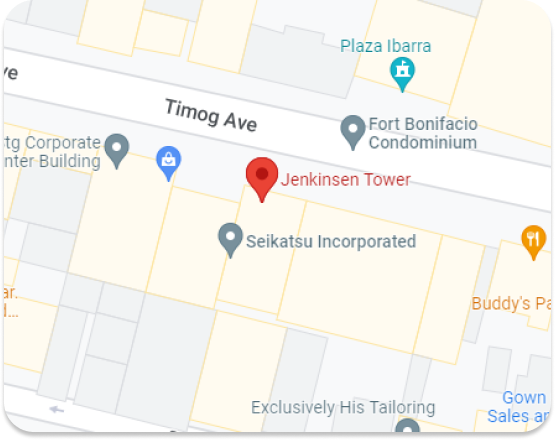 Plaza Ibarra
ve
Timog Ave
Fort Bonifacio
Condominium
tg Corporate
nter Building
Jenkinsen Tower
Seikatsu Incorporated
ar.
d...
Buddy's Pa
Gown
Sales an
Exclusively His Tailoring